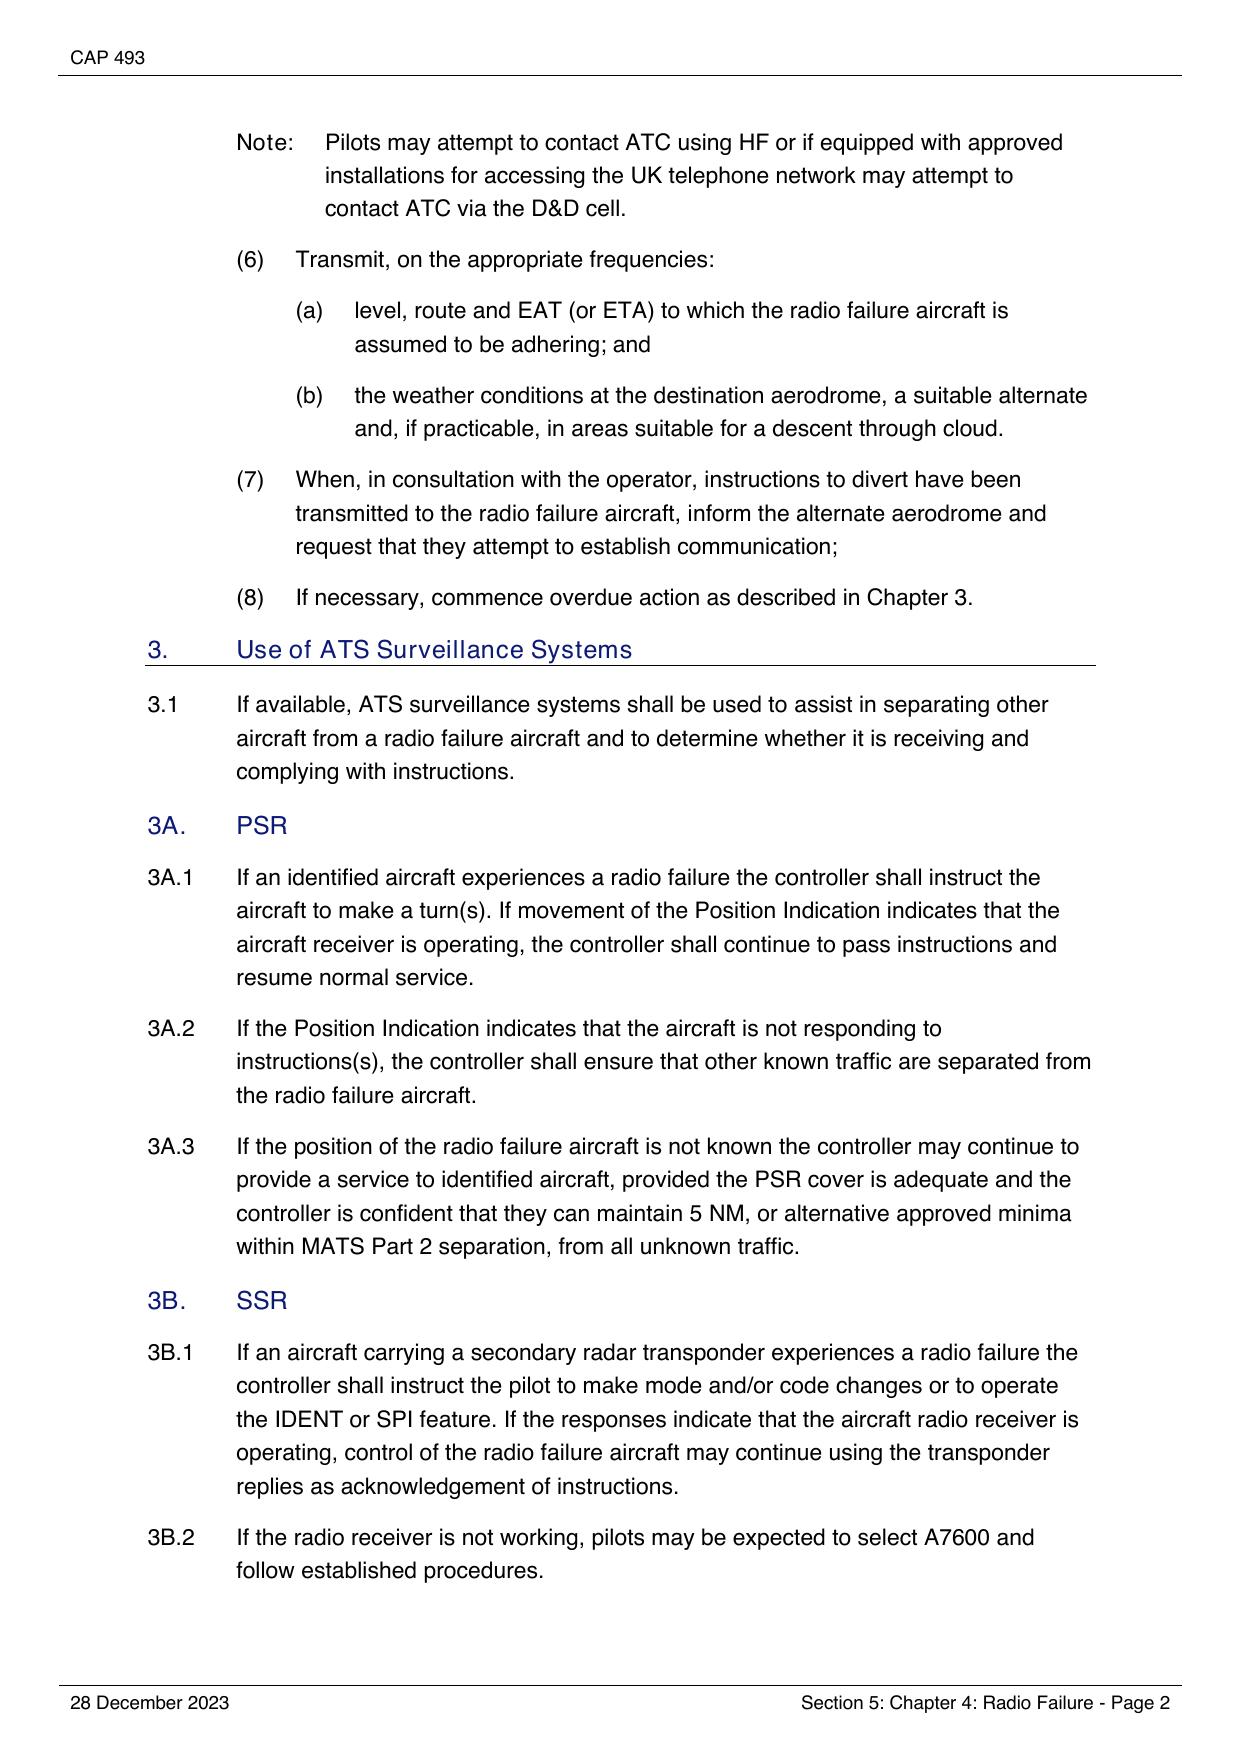 CAP 493
Note: Pilots may attempt to contact ATC using HF or if equipped with approved
installations for accessing the UK telephone network may attempt to
contact ATC via the D&D cell.
(6) Transmit, on the appropriate frequencies:
(a) level, route and EAT (or ETA) to which the radio failure aircraft is
assumed to be adhering; and
(b) the weather conditions at the destination aerodrome, a suitable alternate
and, if practicable, in areas suitable for a descent through cloud.
(7) When, in consultation with the operator, instructions to divert have been
transmitted to the radio failure aircraft, inform the alternate aerodrome and
request that they attempt to establish communication;
(8) If necessary, commence overdue action as described in Chapter 3.
3. Use of ATS Surveillance Systems
3.1 If available, ATS surveillance systems shall be used to assist in separating other
aircraft from a radio failure aircraft and to determine whether it is receiving and
complying with instructions.
3A. PSR
3A.1 If an identified aircraft experiences a radio failure the controller shall instruct the
aircraft to make a turn(s). If movement of the Position Indication indicates that the
aircraft receiver is operating, the controller shall continue to pass instructions and
resume normal service.
3A.2 If the Position Indication indicates that the aircraft is not responding to
instructions(s), the controller shall ensure that other known traffic are separated from
the radio failure aircraft.
3A.3 If the position of the radio failure aircraft is not known the controller may continue to
provide a service to identified aircraft, provided the PSR cover is adequate and the
controller is confident that they can maintain 5 NM, or alternative approved minima
within MATS Part 2 separation, from all unknown traffic.
3B. SSR
3B.1 If an aircraft carrying a secondary radar transponder experiences a radio failure the
controller shall instruct the pilot to make mode and/or code changes or to operate
the IDENT or SPI feature. If the responses indicate that the aircraft radio receiver is
operating, control of the radio failure aircraft may continue using the transponder
replies as acknowledgement of instructions.
3B.2 If the radio receiver is not working, pilots may be expected to select A7600 and
follow established procedures.
28 December 2023 Section 5: Chapter 4: Radio Failure - Page 2